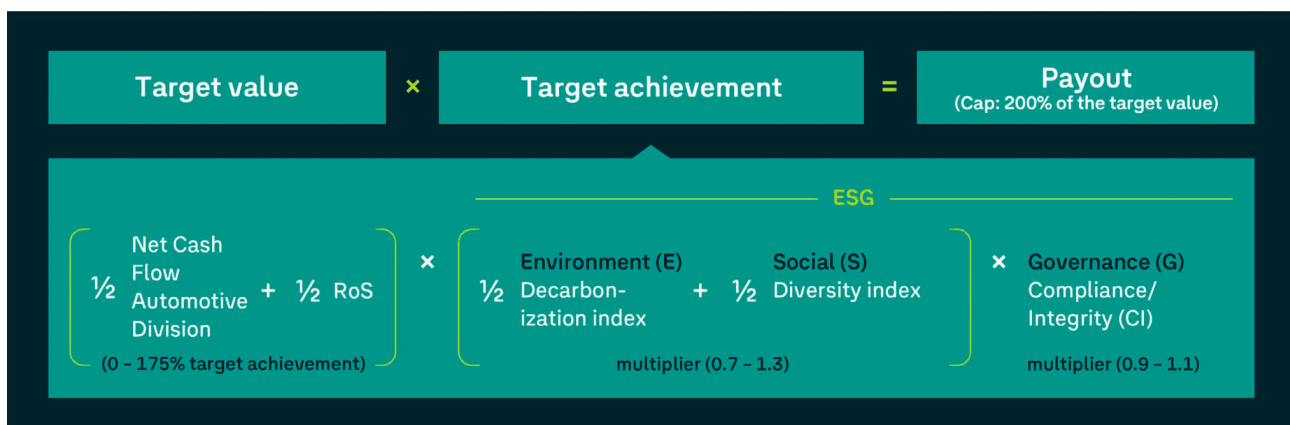 Target value
×
Target achievement
=
Payout
(Cap: 200% of the target value)
ESG
½
Net Cash
Flow
Automotive
Division
+
½ RoS
(0 – 175% target achievement)
×
½
Environment (E)
Decarbon-
ization index
+
½
Social (S)
Diversity index
multiplier (0.7 – 1.3)
×
Governance (G)
Compliance/
Integrity (CI)
multiplier (0.9 – 1.1)